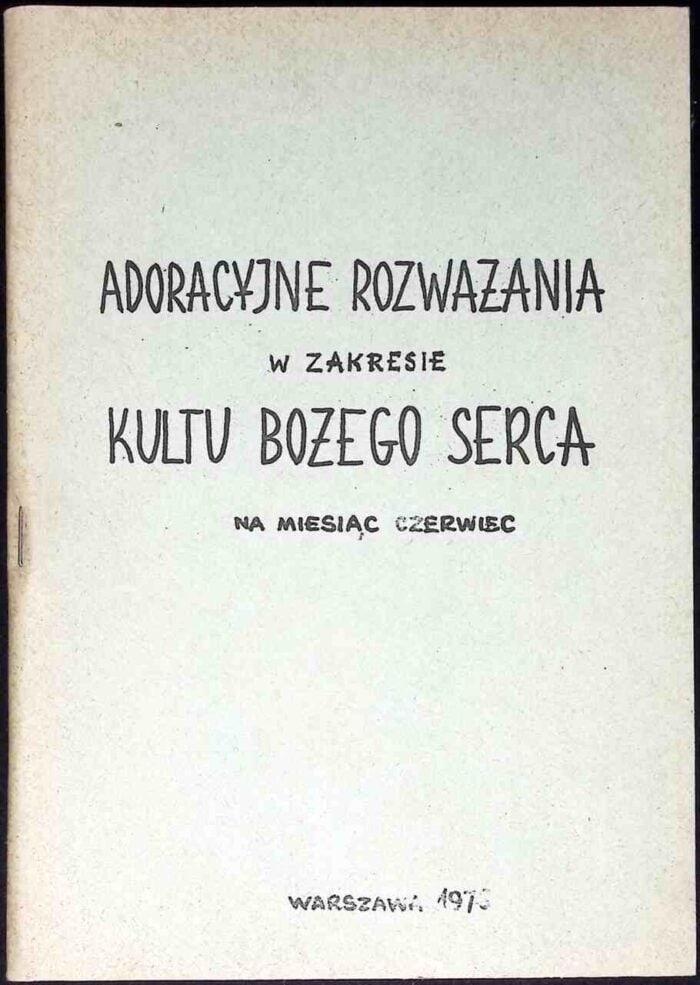 ADORACYJNE ROZWAŻANIA
W ZAKRESIE
KULTU BOŻEGO SERCA
NA MIESIĄC CZERWIEC
WARSZAWA